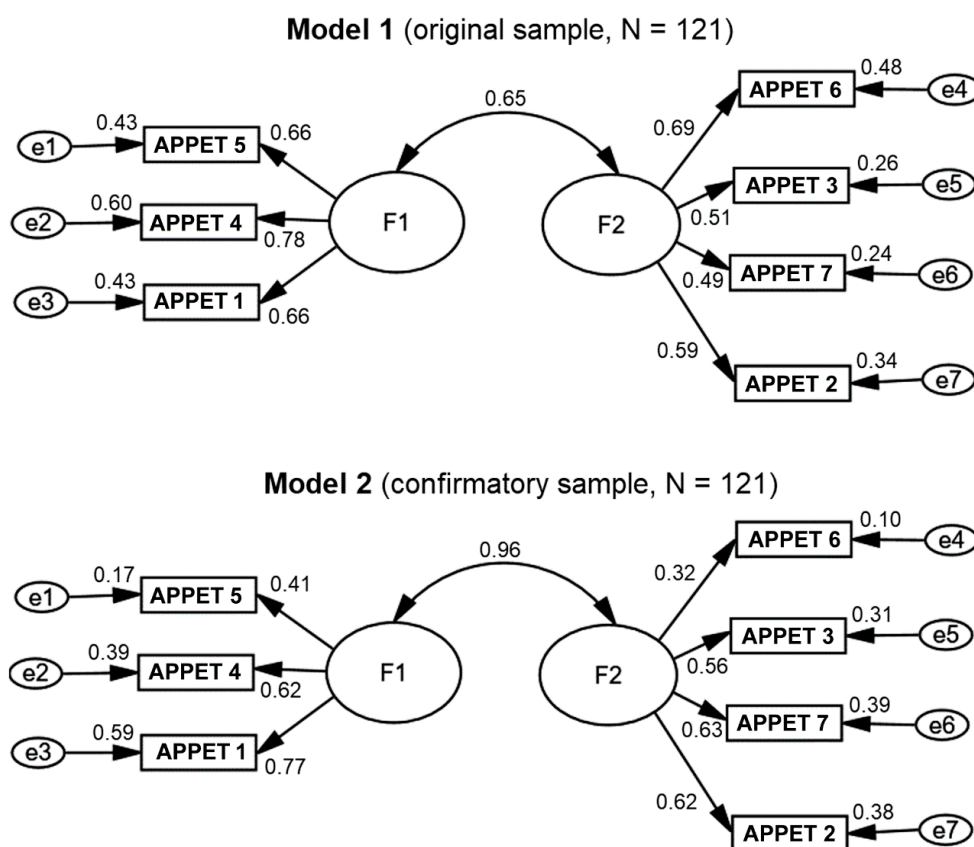 Model 1 (original sample, N = 121)
0.65
0.48
APPET 6
e4
0.43
0.66
e1
APPET 5
0.69
0.26
APPET 3
e5
0.51
0.60
e2
APPET 4
0.78
F1
F2
0.24
APPET 7
e6
0.49
0.43
e3
APPET 1
0.66
0.59
0.34
APPET 2
e7
Model 2 (confirmatory sample, N = 121)
0.96
0.10
APPET 6
e4
0.17
0.41
e1
APPET 5
0.32
0.31
APPET 3
e5
0.56
0.39
e2
APPET 4
0.62
F1
F2
0.39
APPET 7
e6
0.63
0.59
e3
APPET 1
0.77
0.62
0.38
APPET 2
e7